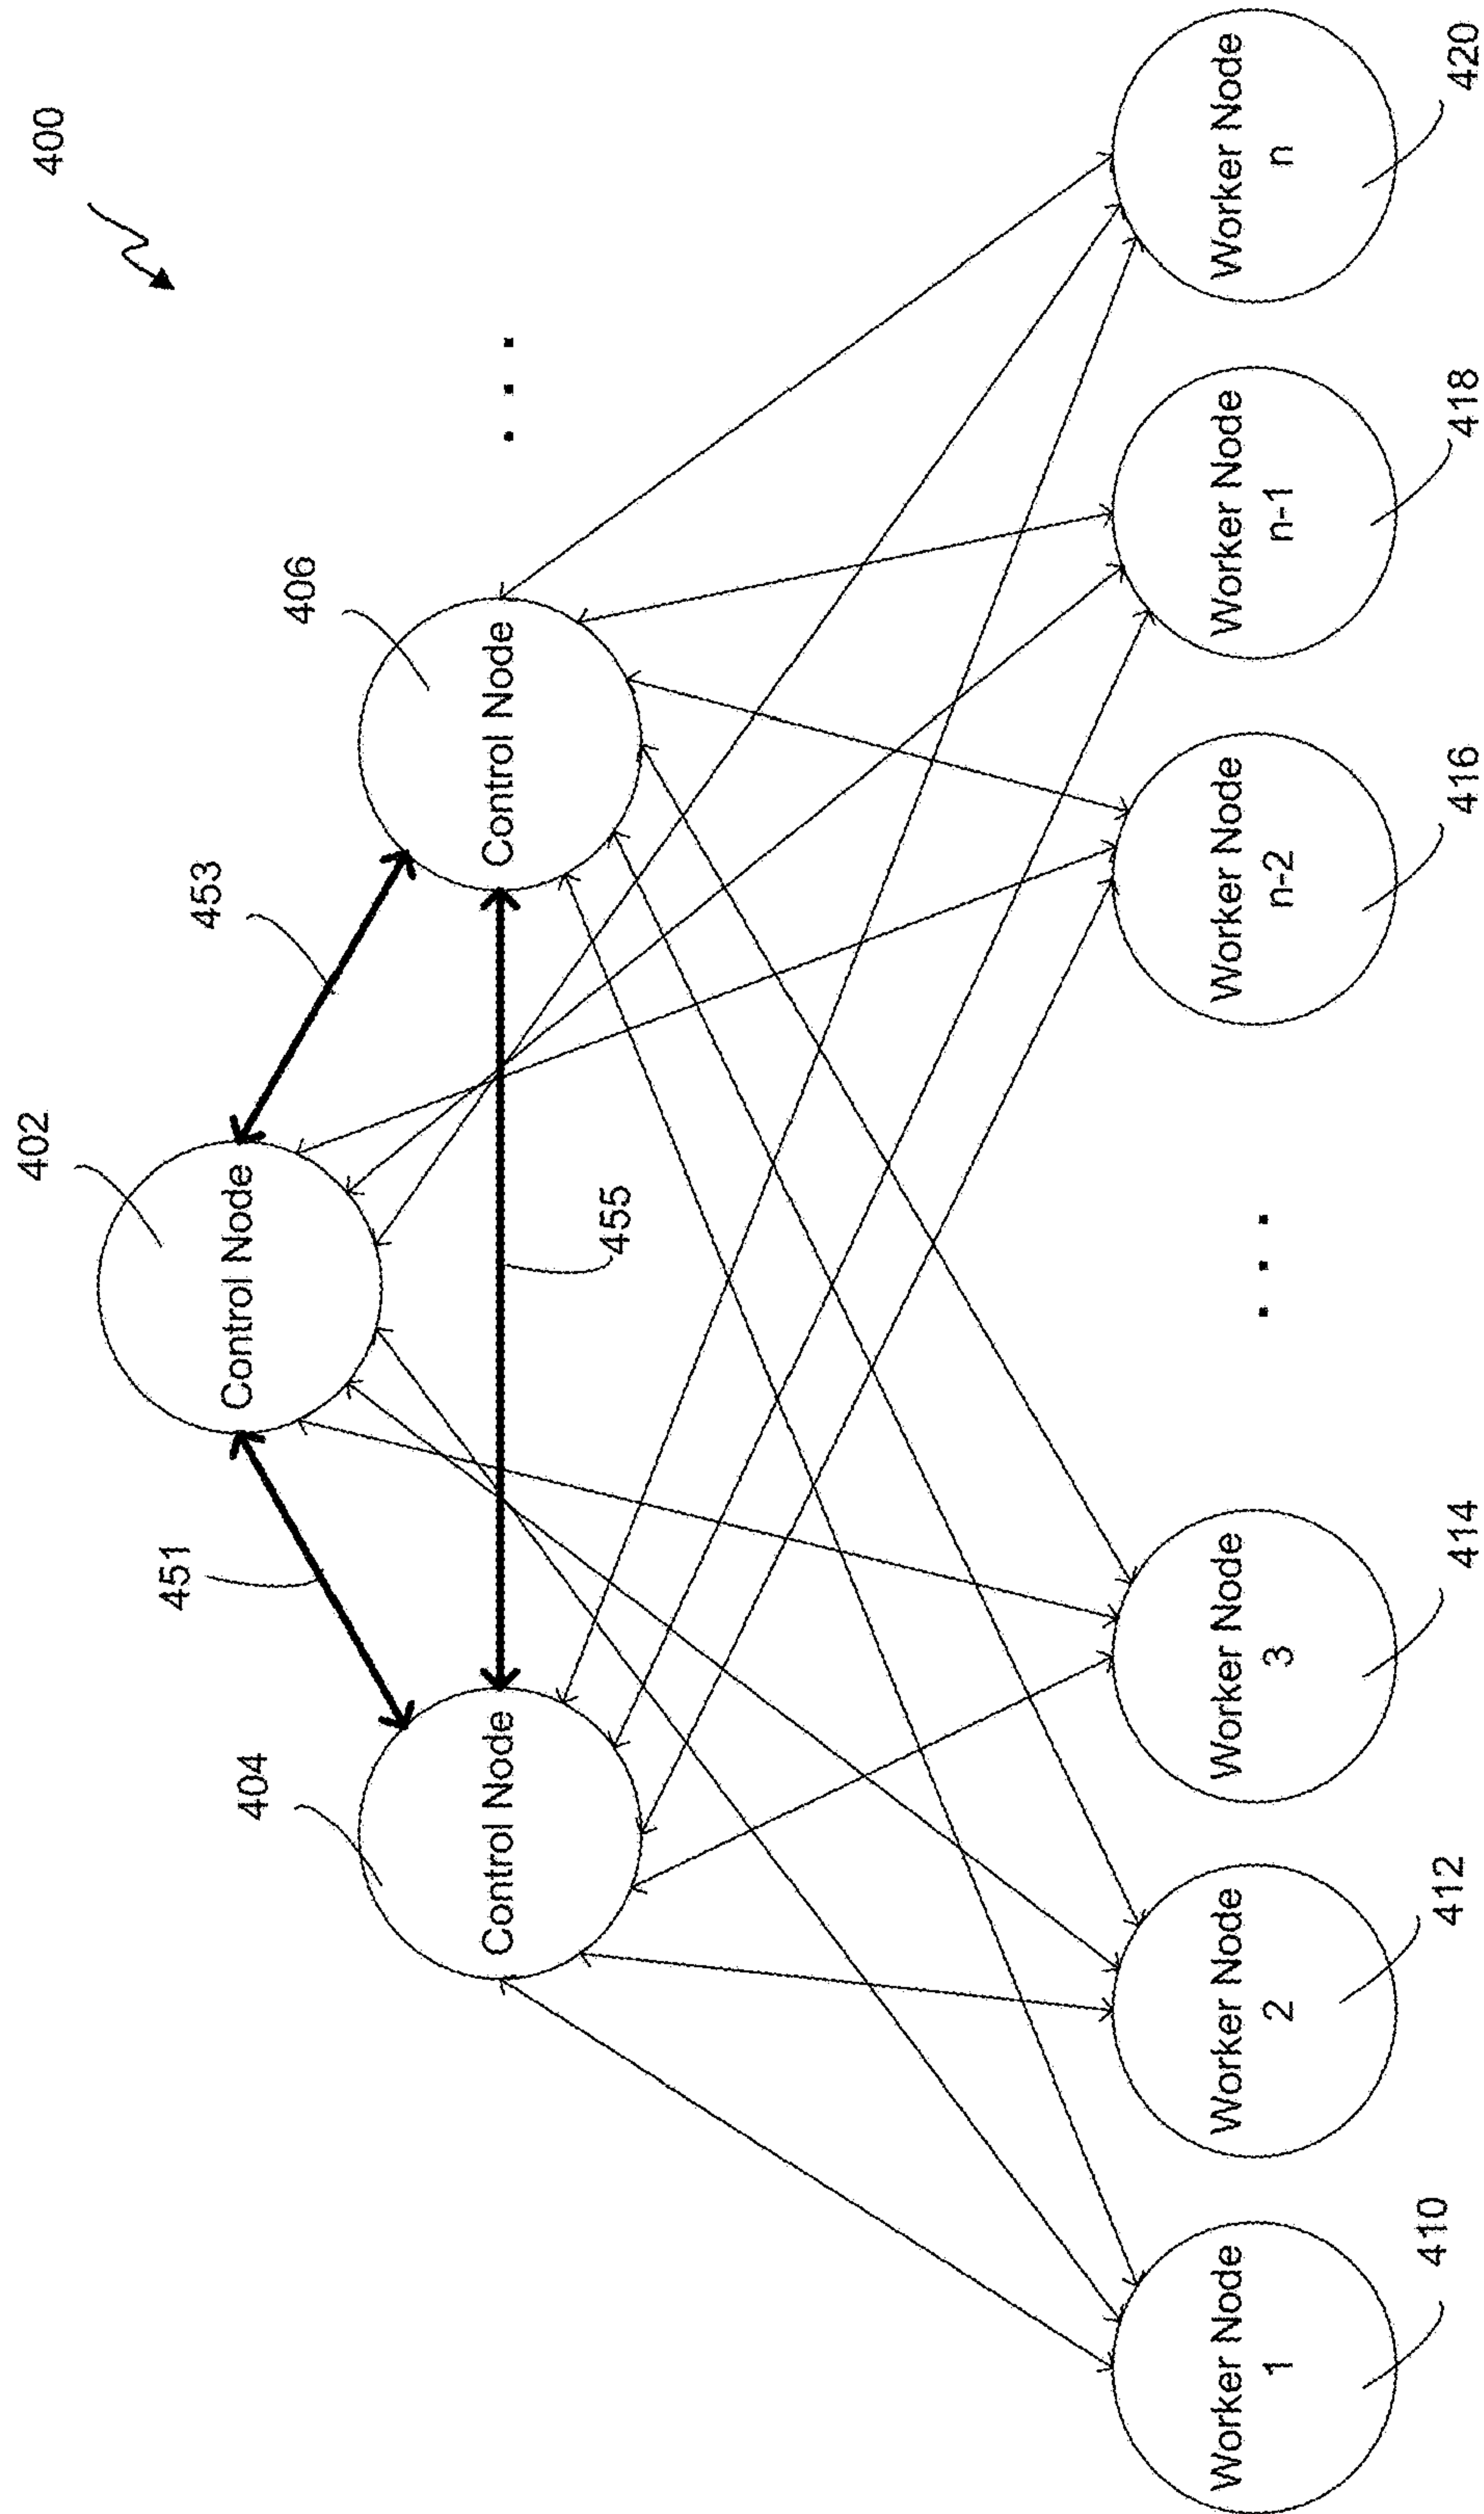 400
402
Control Node
451
453
404
Control Node
406
Control Node
. . .
455
Worker Node
1
410
Worker Node
2
412
Worker Node
3
414
. . .
Worker Node
n-2
416
Worker Node
n-1
418
Worker Node
n
420